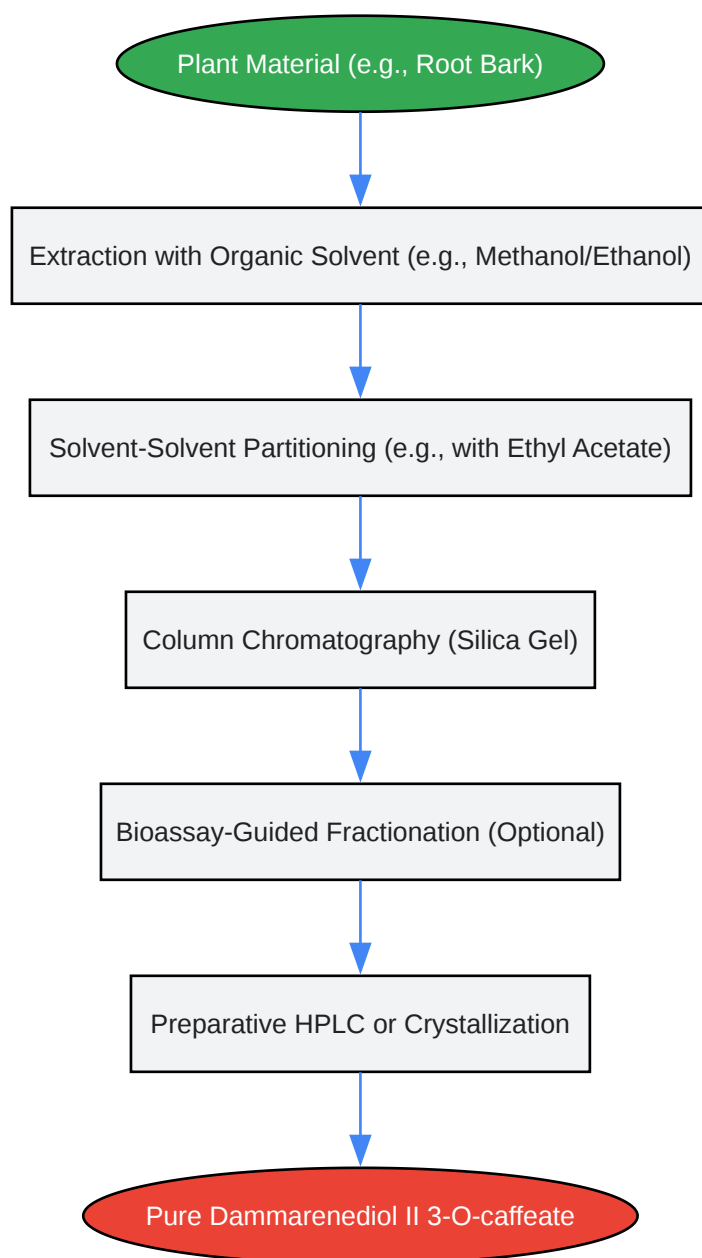 Plant Material (e.g., Root Bark)
Extraction with Organic Solvent (e.g., Methanol/Ethanol)
Solvent-Solvent Partitioning (e.g., with Ethyl Acetate)
Column Chromatography (Silica Gel)
Bioassay-Guided Fractionation (Optional)
Preparative HPLC or Crystallization
Pure Dammarenediol II 3-O-caffeate